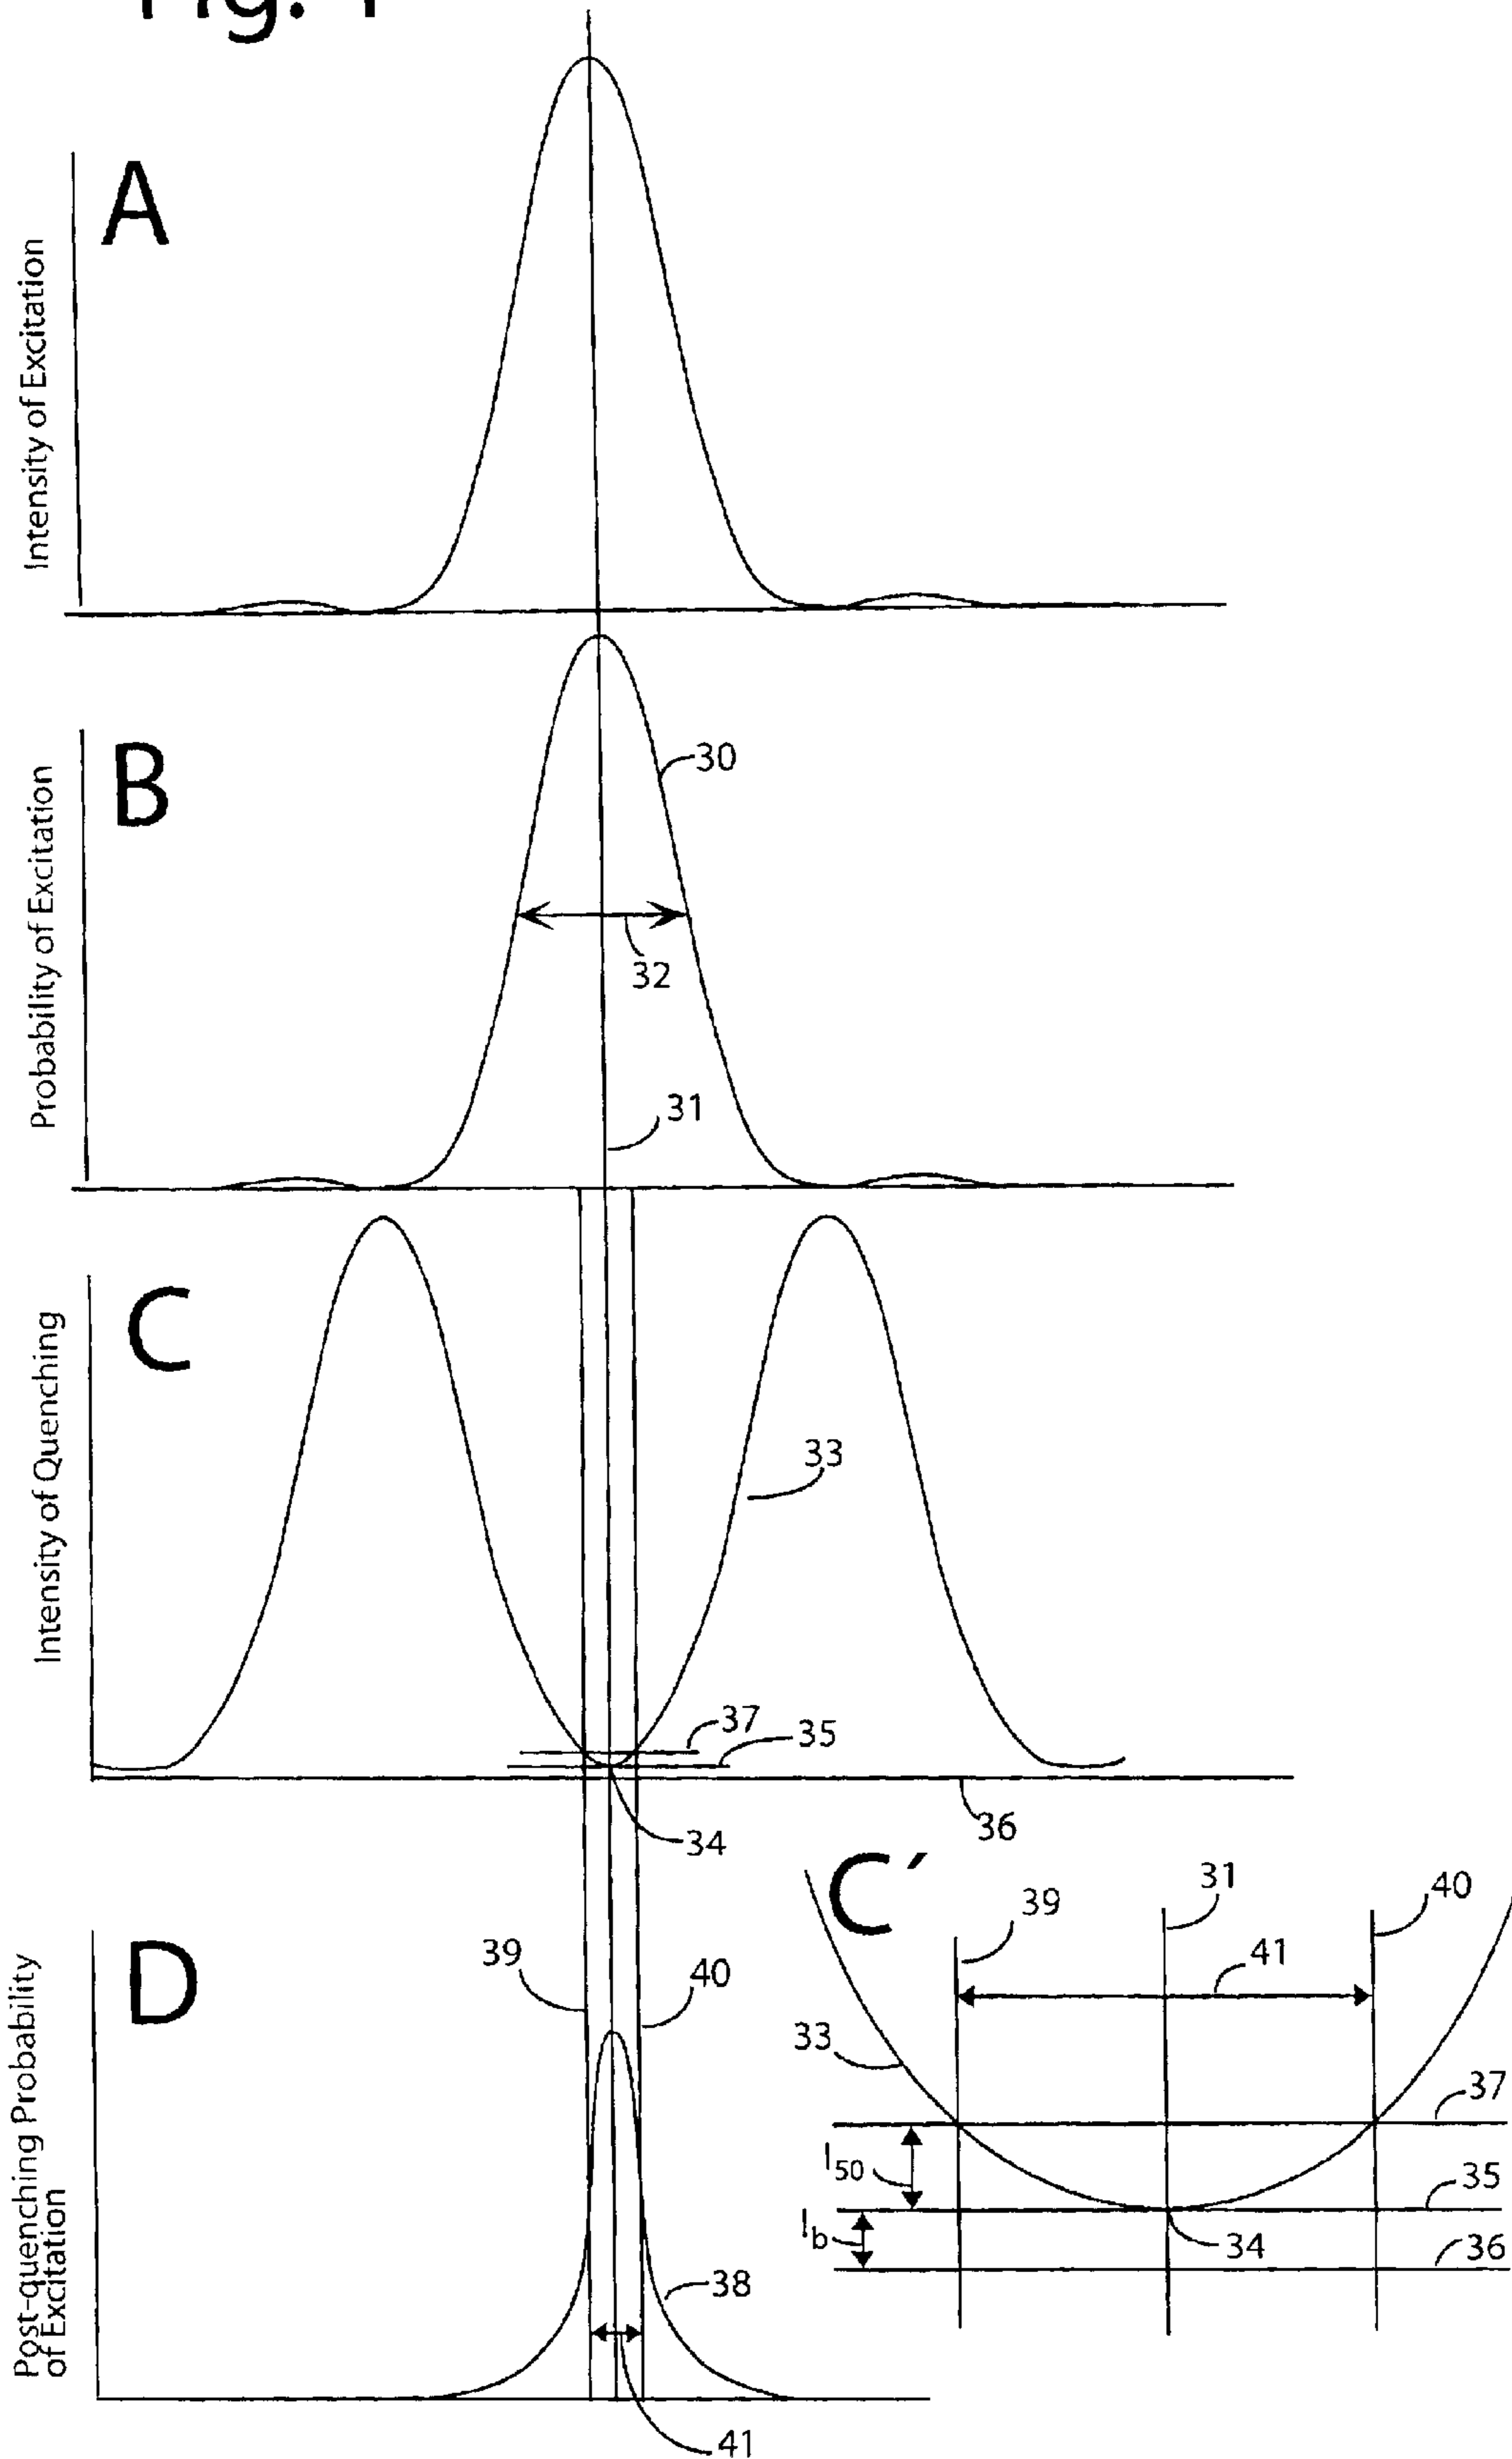 Fig. 1
A
Intensity of Excitation
B
Probability of Excitation
30
32
31
C
Intensity of Quenching
33
37
35
34
36
D
Post-quenching Probability
of Excitation
39
40
38
41
C′
39
31
40
41
33
37
I50
35
Ib
34
36